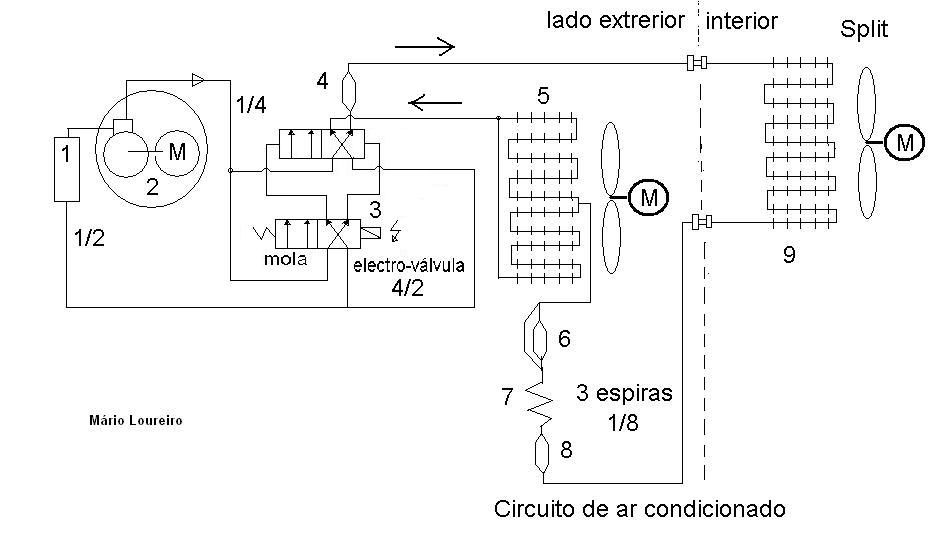 lado extrerior
interior
Split
4
1/4
5
1
M
2
M
M
3
1/2
mola
electro-válvula
4/2
9
6
7
3 espiras
1/8
8
Mário Loureiro
Circuito de ar condicionado